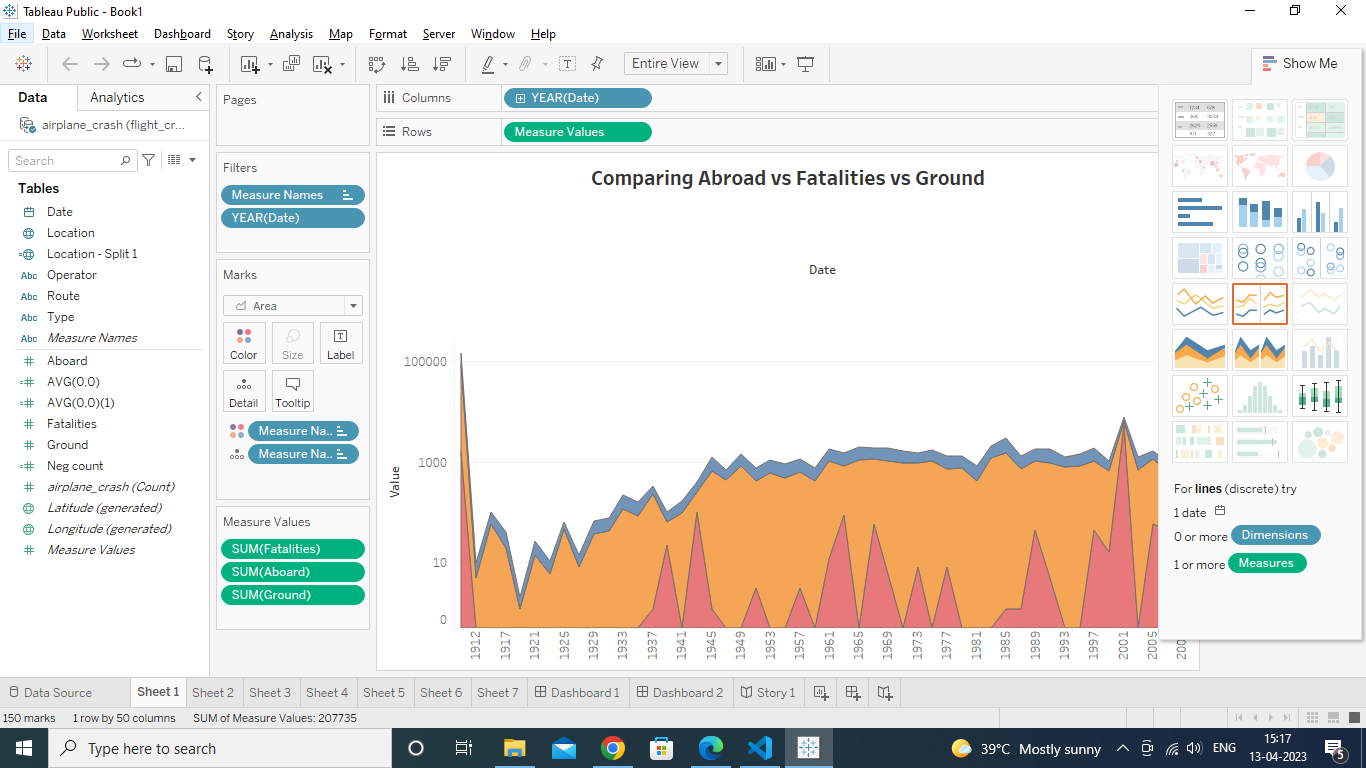 Tableau Public - Book1
File Data Worksheet Dashboard Story Analysis Map Format Server Window Help
Entire View
Show Me
Data Analytics
airplane_crash (flight_cr...
Search
Tables
Date
Location
Location - Split 1
Abc Operator
Abc Route
Abc Type
Abc Measure Names
Aboard
AVG(0,0)
AVG(0,0)(1)
Fatalities
Ground
Neg count
airplane_crash (Count)
Latitude (generated)
Longitude (generated)
Measure Values
Pages
Filters
Measure Names
YEAR(Date)
Marks
Area
Color Size Label
Detail Tooltip
Measure Na..
Measure Na..
Measure Values
SUM(Fatalities)
SUM(Aboard)
SUM(Ground)
Columns YEAR(Date)
Rows Measure Values
Comparing Abroad vs Fatalities vs Ground
Date
Value
100000
1000
10
0
1912 1917 1921 1925 1929 1933 1937 1941 1945 1949 1953 1957 1961 1965 1969 1973 1977 1981 1985 1989 1993 1997 2001 2005
For lines (discrete) try
1 date
0 or more Dimensions
1 or more Measures
Data Source Sheet 1 Sheet 2 Sheet 3 Sheet 4 Sheet 5 Sheet 6 Sheet 7 Dashboard 1 Dashboard 2 Story 1
150 marks 1 row by 50 columns SUM of Measure Values: 207735
Type here to search
39°C Mostly sunny
ENG
15:17
13-04-2023
5